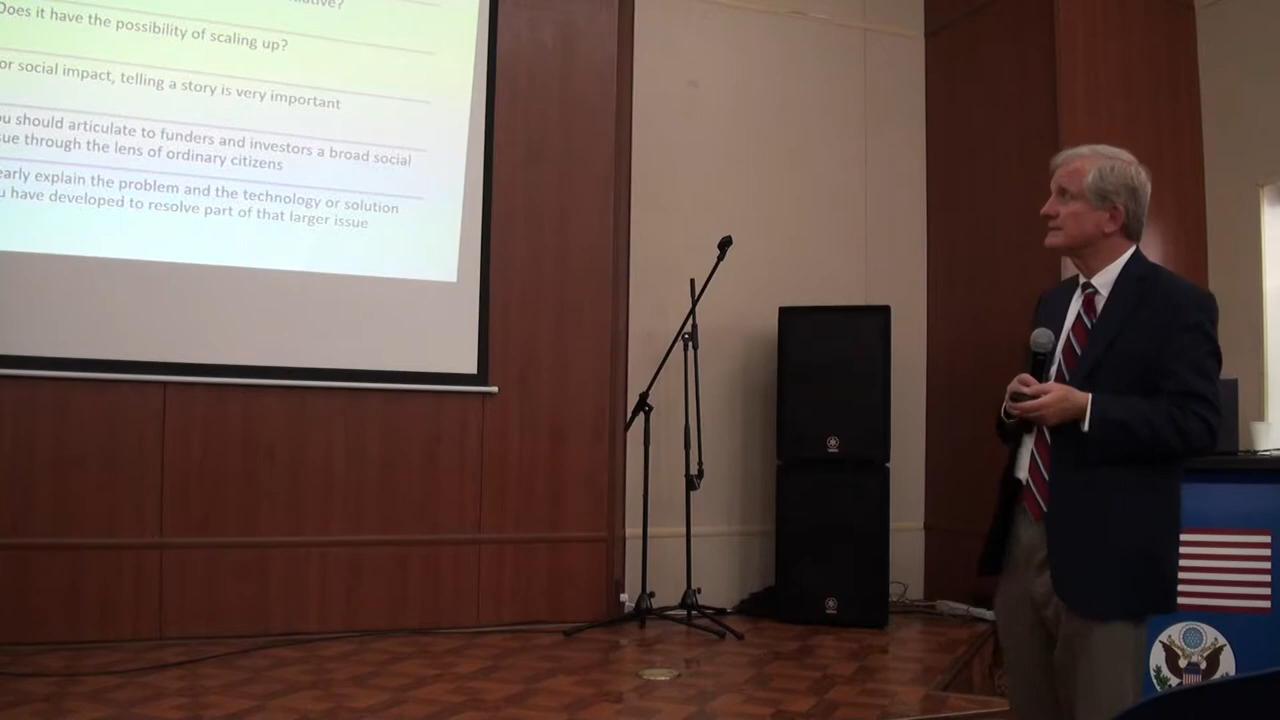 Does it have the possibility of scaling up?
or social impact, telling a story is very important
u should articulate to funders and investors a broad social
sue through the lens of ordinary citizens
early explain the problem and the technology or solution
u have developed to resolve part of that larger issue